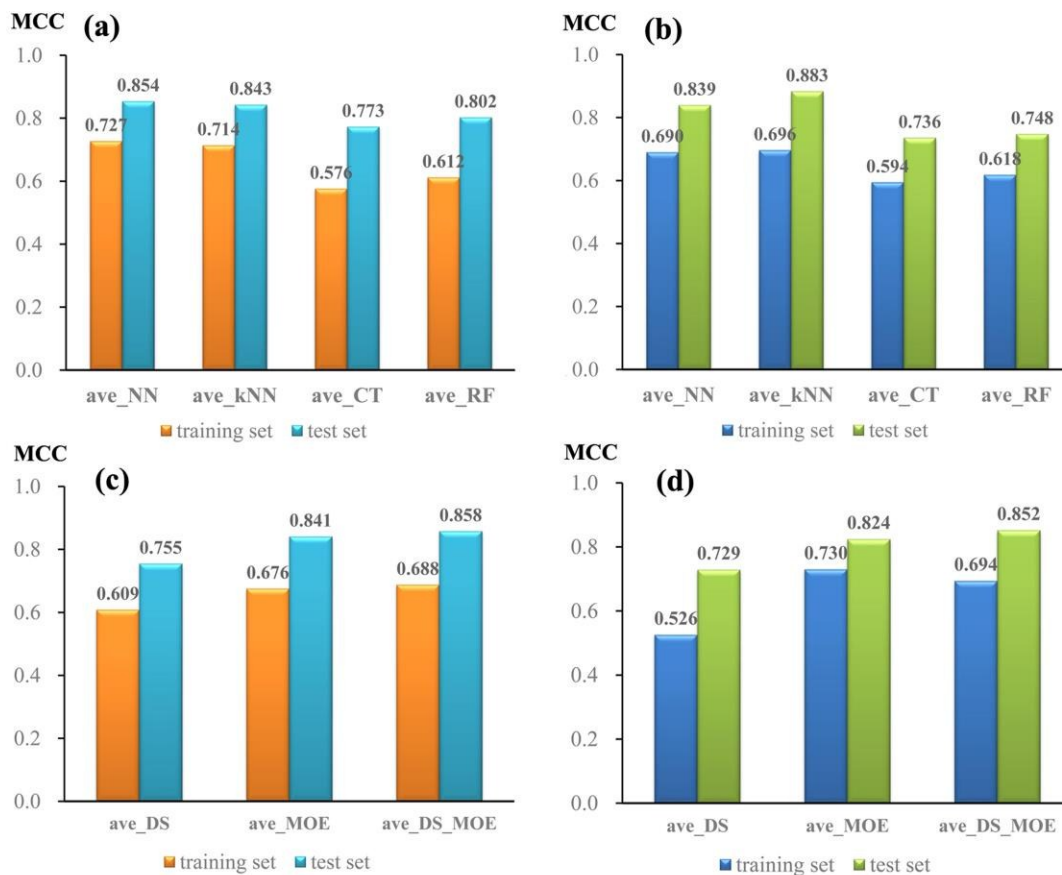 MCC (a)
1.0
0.8
0.6
0.4
0.2
0.0
0.727 0.854 0.714 0.843 0.576 0.773 0.612 0.802
ave_NN ave_kNN ave_CT ave_RF
training set test set
MCC (b)
1.0
0.8
0.6
0.4
0.2
0.0
0.690 0.839 0.696 0.883 0.594 0.736 0.618 0.748
ave_NN ave_kNN ave_CT ave_RF
training set test set
MCC (c)
1.0
0.8
0.6
0.4
0.2
0.0
0.609 0.755 0.676 0.841 0.688 0.858
ave_DS ave_MOE ave_DS_MOE
training set test set
MCC (d)
1.0
0.8
0.6
0.4
0.2
0.0
0.526 0.729 0.730 0.824 0.694 0.852
ave_DS ave_MOE ave_DS_MOE
training set test set